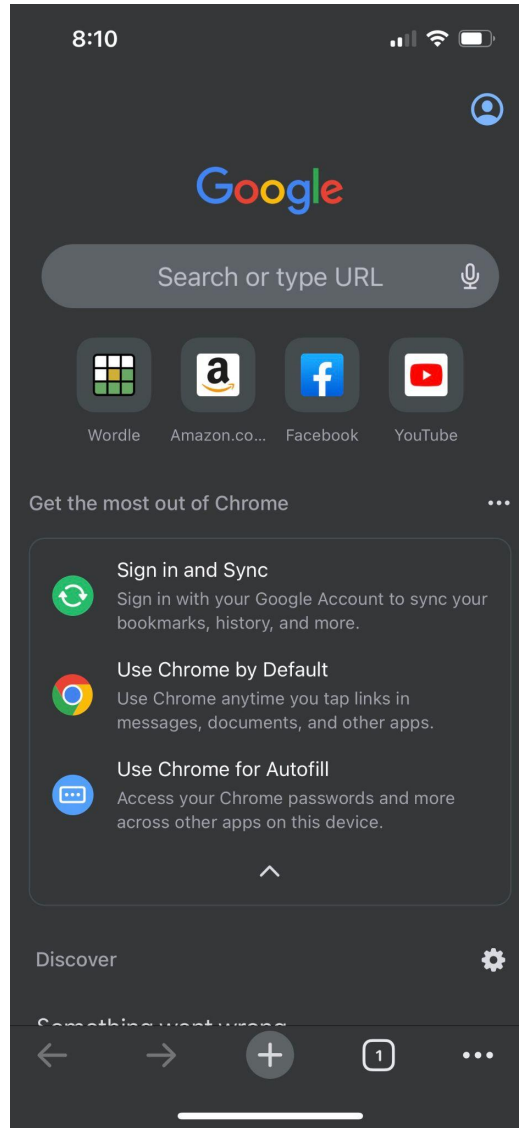 8:10
Google
Search or type URL
Wordle
Amazon.co...
Facebook
YouTube
Get the most out of Chrome
Sign in and Sync
Sign in with your Google Account to sync your
bookmarks, history, and more.
Use Chrome by Default
Use Chrome anytime you tap links in
messages, documents, and other apps.
Use Chrome for Autofill
Access your Chrome passwords and more
across other apps on this device.
Discover
Something went wrong
1